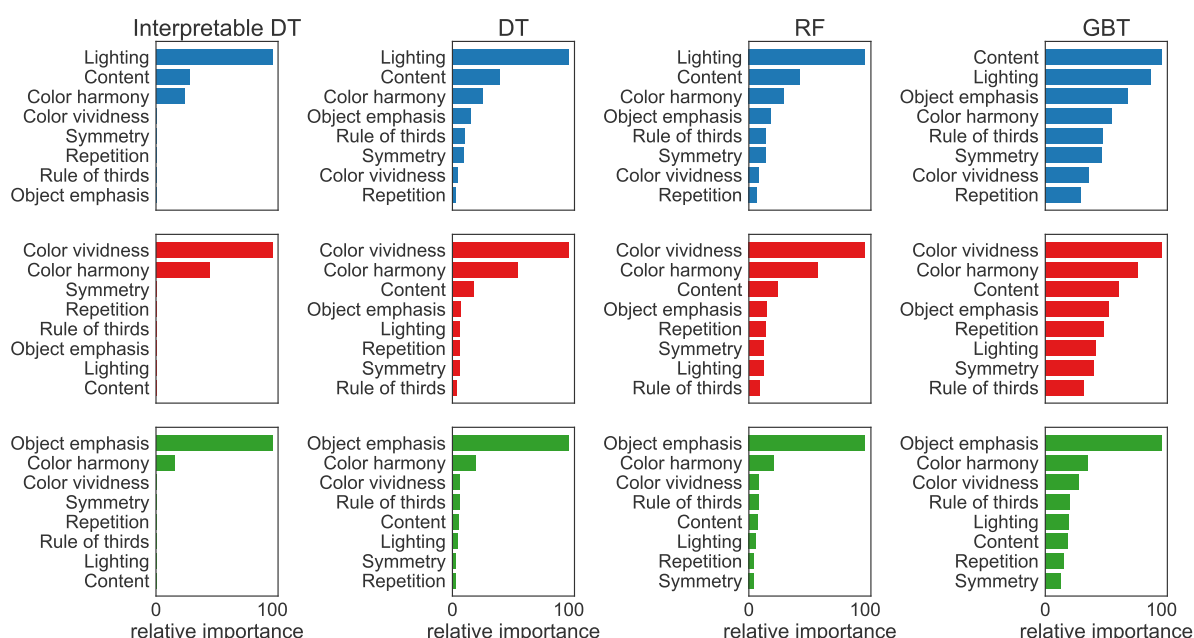 Interpretable DT
DT
RF
GBT
Lighting
Content
Color harmony
Color vividness
Symmetry
Repetition
Rule of thirds
Object emphasis
Lighting
Content
Color harmony
Object emphasis
Rule of thirds
Symmetry
Color vividness
Repetition
Lighting
Content
Color harmony
Object emphasis
Rule of thirds
Symmetry
Color vividness
Repetition
Content
Lighting
Object emphasis
Color harmony
Rule of thirds
Symmetry
Color vividness
Repetition
Color vividness
Color harmony
Symmetry
Repetition
Rule of thirds
Object emphasis
Lighting
Content
Color vividness
Color harmony
Content
Object emphasis
Lighting
Repetition
Symmetry
Rule of thirds
Color vividness
Color harmony
Content
Object emphasis
Repetition
Symmetry
Lighting
Rule of thirds
Color vividness
Color harmony
Content
Object emphasis
Repetition
Lighting
Symmetry
Rule of thirds
Object emphasis
Color harmony
Color vividness
Symmetry
Repetition
Rule of thirds
Lighting
Content
0 100
relative importance
Object emphasis
Color harmony
Color vividness
Rule of thirds
Content
Lighting
Symmetry
Repetition
0 100
relative importance
Object emphasis
Color harmony
Color vividness
Rule of thirds
Content
Lighting
Repetition
Symmetry
0 100
relative importance
Object emphasis
Color harmony
Color vividness
Rule of thirds
Lighting
Content
Repetition
Symmetry
0 100
relative importance